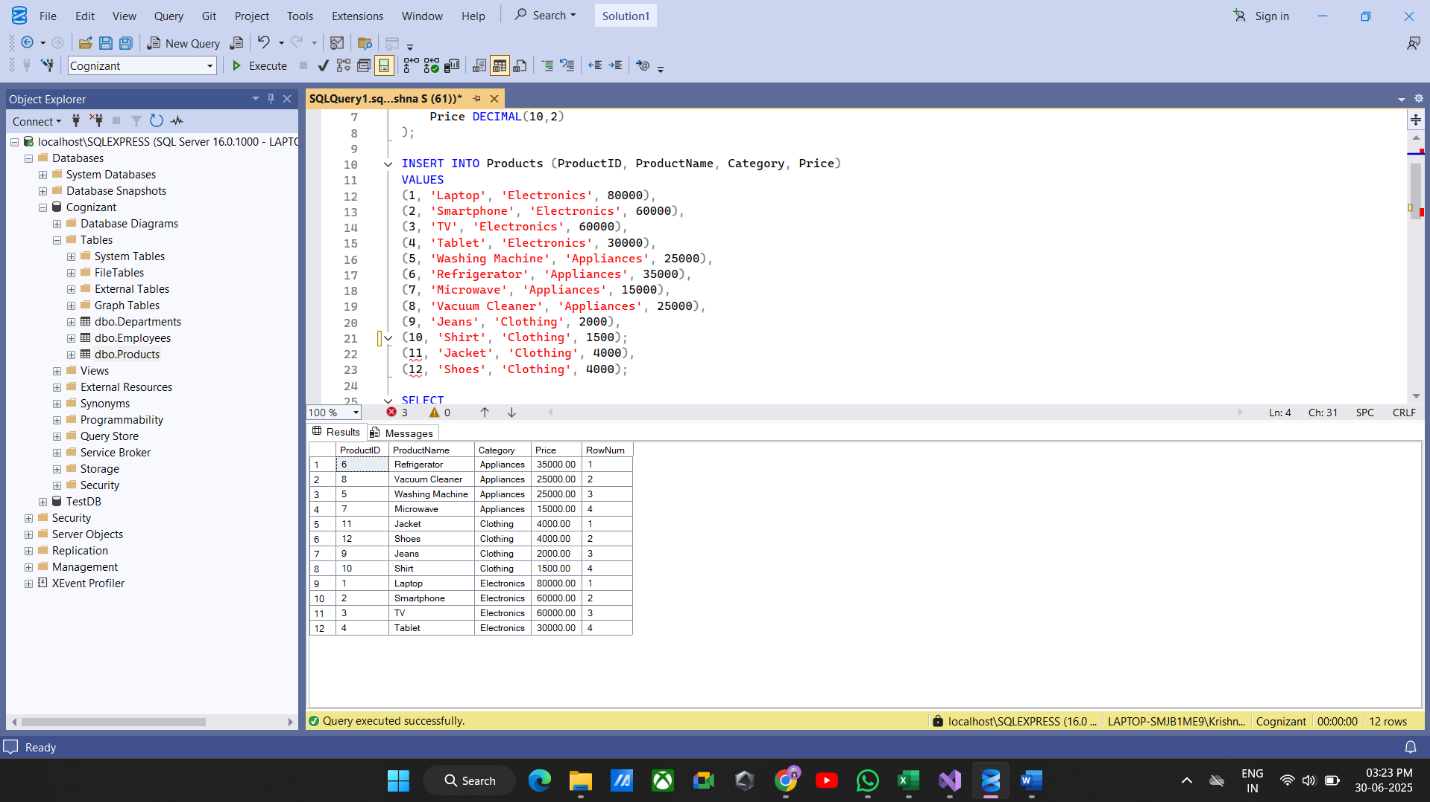 File Edit View Query Git Project Tools Extensions Window Help Search Solution1 Sign in
New Query
Cognizant Execute
Object Explorer
Connect
localhost\SQLEXPRESS (SQL Server 16.0.1000 - LAPTO
Databases
System Databases
Database Snapshots
Cognizant
Database Diagrams
Tables
System Tables
FileTables
External Tables
Graph Tables
dbo.Departments
dbo.Employees
dbo.Products
Views
External Resources
Synonyms
Programmability
Query Store
Service Broker
Storage
Security
TestDB
Security
Server Objects
Replication
Management
XEvent Profiler
SQLQuery1.sq...shna S (61))*
7 Price DECIMAL(10,2)
8 );
9
10 INSERT INTO Products (ProductID, ProductName, Category, Price)
11 VALUES
12 (1, 'Laptop', 'Electronics', 80000),
13 (2, 'Smartphone', 'Electronics', 60000),
14 (3, 'TV', 'Electronics', 60000),
15 (4, 'Tablet', 'Electronics', 30000),
16 (5, 'Washing Machine', 'Appliances', 25000),
17 (6, 'Refrigerator', 'Appliances', 35000),
18 (7, 'Microwave', 'Appliances', 15000),
19 (8, 'Vacuum Cleaner', 'Appliances', 25000),
20 (9, 'Jeans', 'Clothing', 2000),
21 (10, 'Shirt', 'Clothing', 1500);
22 (11, 'Jacket', 'Clothing', 4000),
23 (12, 'Shoes', 'Clothing', 4000);
24
25 SELECT
100 % 3 0 Ln: 4 Ch: 31 SPC CRLF
Results Messages
ProductID ProductName Category Price RowNum
1 6 Refrigerator Appliances 35000.00 1
2 8 Vacuum Cleaner Appliances 25000.00 2
3 5 Washing Machine Appliances 25000.00 3
4 7 Microwave Appliances 15000.00 4
5 11 Jacket Clothing 4000.00 1
6 12 Shoes Clothing 4000.00 2
7 9 Jeans Clothing 2000.00 3
8 10 Shirt Clothing 1500.00 4
9 1 Laptop Electronics 80000.00 1
10 2 Smartphone Electronics 60000.00 2
11 3 TV Electronics 60000.00 3
12 4 Tablet Electronics 30000.00 4
Query executed successfully. localhost\SQLEXPRESS (16.0 ... LAPTOP-SMJB1ME9\Krishn... Cognizant 00:00:00 12 rows
Ready
Search
ENG
IN
03:23 PM
30-06-2025